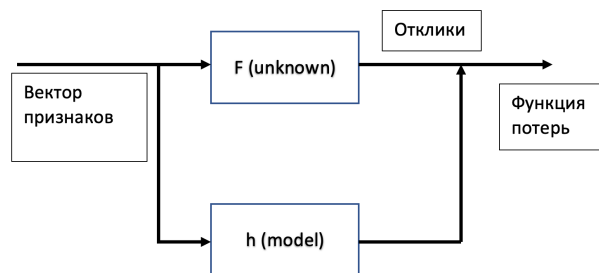 Отклики
F (unknown)
Вектор
признаков
Функция
потерь
h (model)